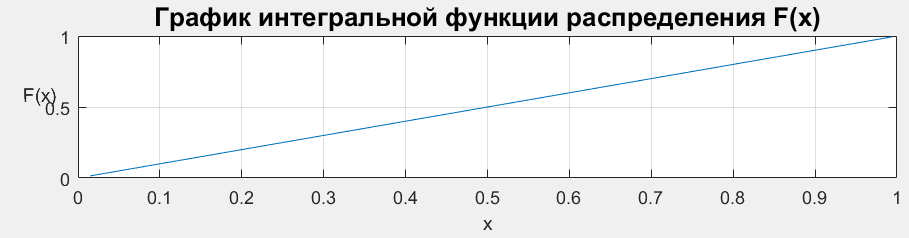 График интегральной функции распределения F(x)
1
F(x)
0.5
0
0 0.1 0.2 0.3 0.4 0.5 0.6 0.7 0.8 0.9 1
x